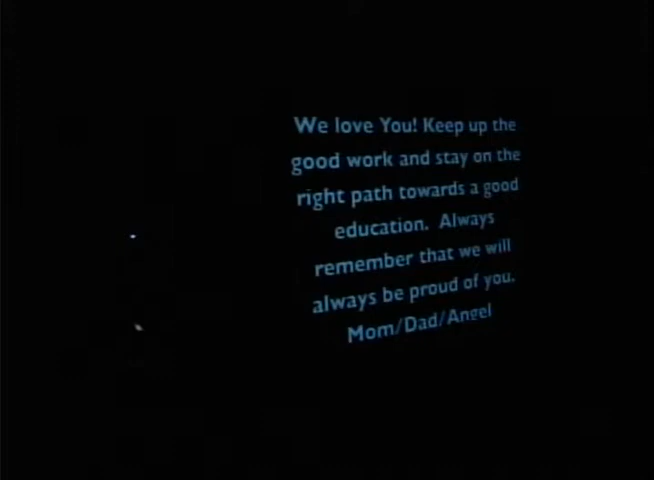 We love You! Keep up the
good work and stay on the
right path towards a good
education. Always
remember that we will
always be proud of you.
Mom/Dad/Angel